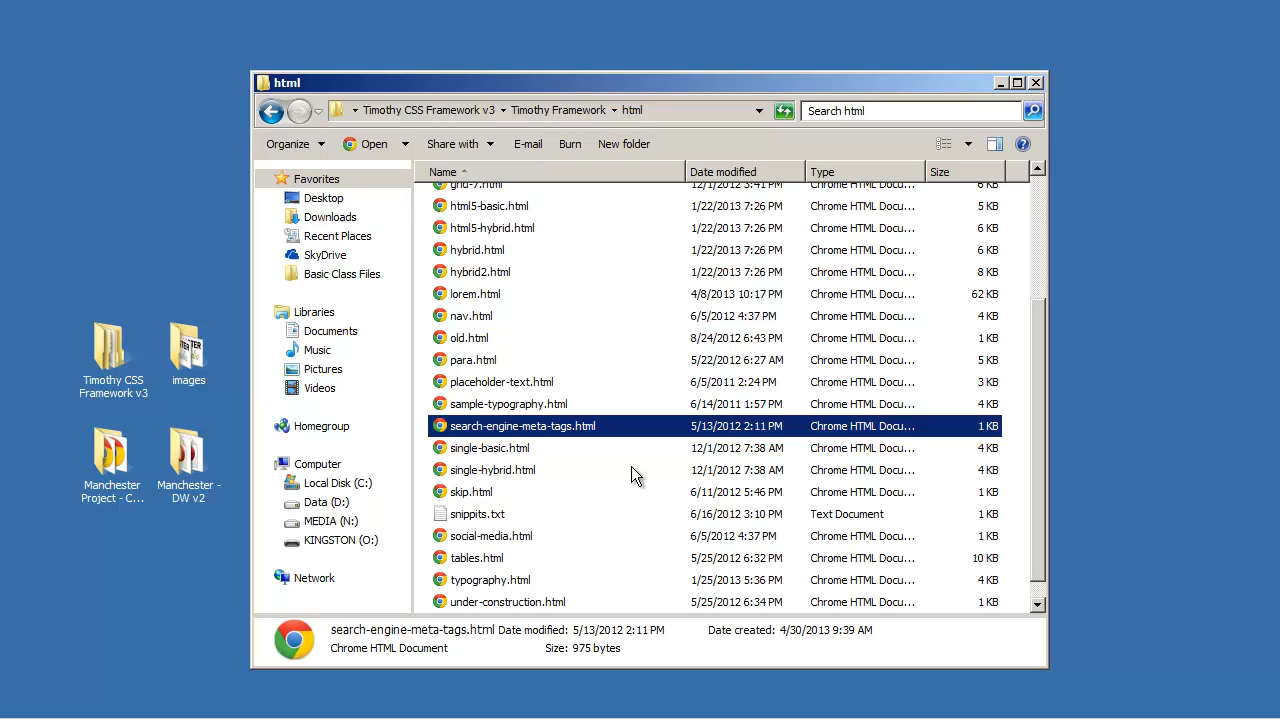 html
Timothy CSS Framework v3 Timothy Framework html Search html
Organize Open Share with E-mail Burn New folder
Name Date modified Type Size
Favorites
Desktop
Downloads
Recent Places
SkyDrive
Basic Class Files
Libraries
Documents
Music
Pictures
Videos
Homegroup
Computer
Local Disk (C:)
Data (D:)
MEDIA (N:)
KINGSTON (O:)
Network
grid-7.html 12/1/2012 3:41 PM Chrome HTML Docu... 6 KB
html5-basic.html 1/22/2013 7:26 PM Chrome HTML Docu... 5 KB
html5-hybrid.html 1/22/2013 7:26 PM Chrome HTML Docu... 6 KB
hybrid.html 1/22/2013 7:26 PM Chrome HTML Docu... 6 KB
hybrid2.html 1/22/2013 7:26 PM Chrome HTML Docu... 8 KB
lorem.html 4/8/2013 10:17 PM Chrome HTML Docu... 62 KB
nav.html 6/5/2012 4:37 PM Chrome HTML Docu... 4 KB
old.html 8/24/2012 6:43 PM Chrome HTML Docu... 1 KB
para.html 5/22/2012 6:27 AM Chrome HTML Docu... 5 KB
placeholder-text.html 6/5/2011 2:24 PM Chrome HTML Docu... 3 KB
sample-typography.html 6/14/2011 1:57 PM Chrome HTML Docu... 4 KB
search-engine-meta-tags.html 5/13/2012 2:11 PM Chrome HTML Docu... 1 KB
single-basic.html 12/1/2012 7:38 AM Chrome HTML Docu... 4 KB
single-hybrid.html 12/1/2012 7:38 AM Chrome HTML Docu... 4 KB
skip.html 6/11/2012 5:46 PM Chrome HTML Docu... 1 KB
snippits.txt 6/16/2012 3:10 PM Text Document 1 KB
social-media.html 6/5/2012 4:37 PM Chrome HTML Docu... 1 KB
tables.html 5/25/2012 6:32 PM Chrome HTML Docu... 10 KB
typography.html 1/25/2013 5:36 PM Chrome HTML Docu... 4 KB
under-construction.html 5/25/2012 6:34 PM Chrome HTML Docu... 1 KB
search-engine-meta-tags.html Date modified: 5/13/2012 2:11 PM Date created: 4/30/2013 9:39 AM
Chrome HTML Document Size: 975 bytes
Timothy CSS
Framework v3
images
Manchester
Project - C...
Manchester -
DW v2